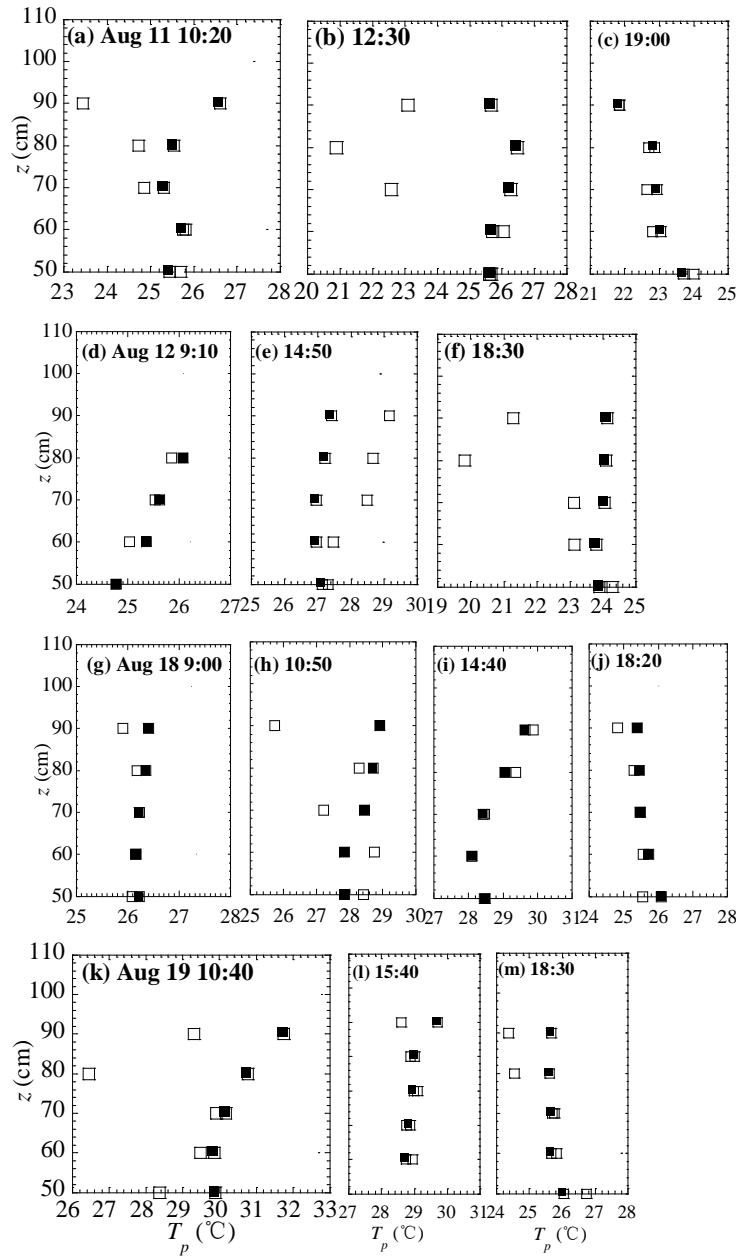 110
100
90
80
70
60
50
z (cm)
(a) Aug 11 10:20
23 24 25 26 27 28
(b) 12:30
20 21 22 23 24 25 26 27 28
(c) 19:00
21 22 23 24 25
110
100
90
80
70
60
50
z (cm)
(d) Aug 12 9:10
24 25 26 27
(e) 14:50
25 26 27 28 29 30
(f) 18:30
19 20 21 22 23 24 25
110
100
90
80
70
60
50
z (cm)
(g) Aug 18 9:00
25 26 27 28
(h) 10:50
25 26 27 28 29 30
(i) 14:40
27 28 29 30 31
(j) 18:20
24 25 26 27 28
110
100
90
80
70
60
50
z (cm)
(k) Aug 19 10:40
26 27 28 29 30 31 32 33
T_p (℃)
(l) 15:40
27 28 29 30 31
T_p (℃)
(m) 18:30
24 25 26 27 28
T_p (℃)